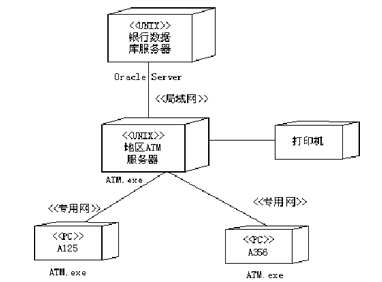 <<UNIX>>
银行数据
库服务器
Oracle Server
<<局域网>>
<<UNIX>>
地区ATM
服务器
打印机
ATM.exe
<<专用网>>
<<专用网>>
<<PC>>
A125
<<PC>>
A356
ATM.exe
ATM.exe